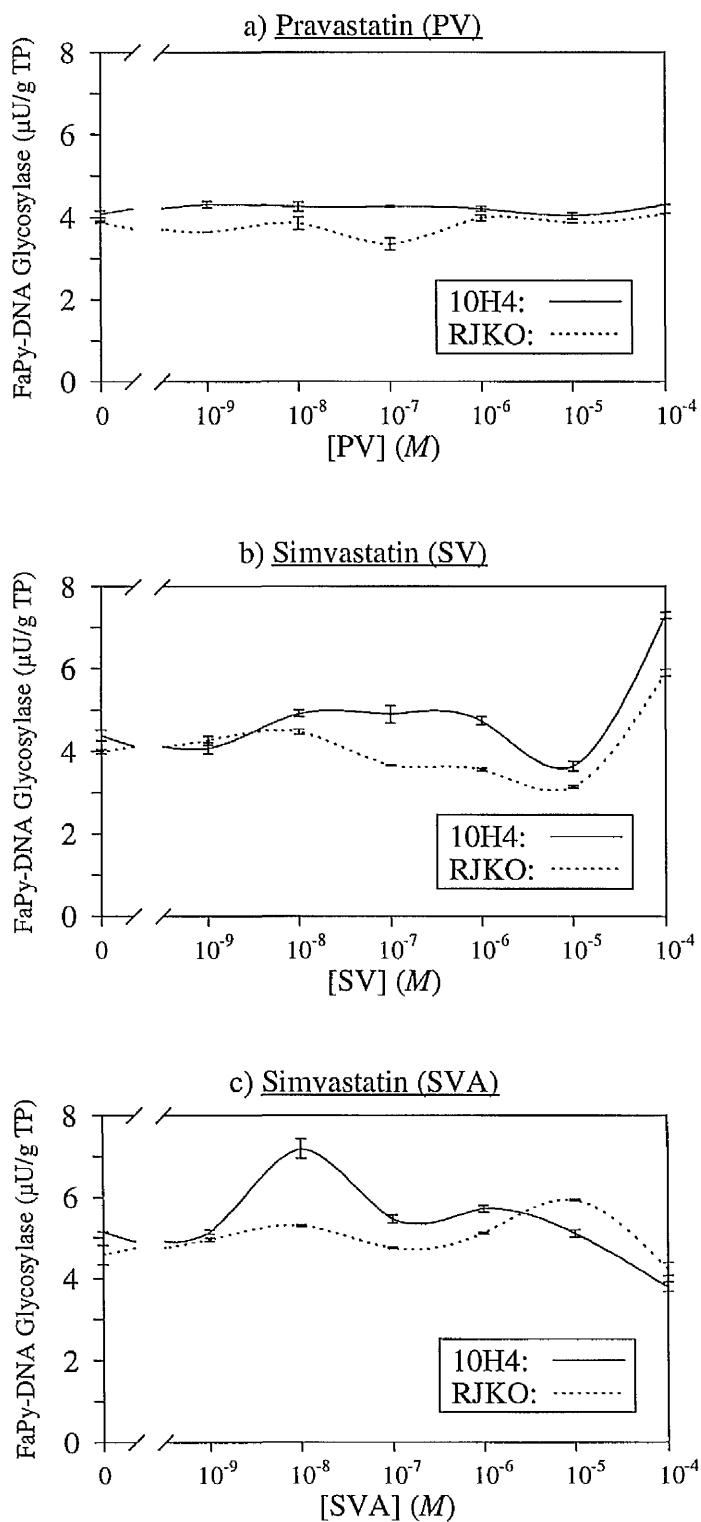 a) Pravastatin (PV)
FaPy-DNA Glycosylase (µU/g TP)
8
6
4
2
0
10H4:
RJKO:
0 10⁻⁹ 10⁻⁸ 10⁻⁷ 10⁻⁶ 10⁻⁵ 10⁻⁴
[PV] (M)
b) Simvastatin (SV)
FaPy-DNA Glycosylase (µU/g TP)
8
6
4
2
0
10H4:
RJKO:
0 10⁻⁹ 10⁻⁸ 10⁻⁷ 10⁻⁶ 10⁻⁵ 10⁻⁴
[SV] (M)
c) Simvastatin (SVA)
FaPy-DNA Glycosylase (µU/g TP)
8
6
4
2
0
10H4:
RJKO:
0 10⁻⁹ 10⁻⁸ 10⁻⁷ 10⁻⁶ 10⁻⁵ 10⁻⁴
[SVA] (M)